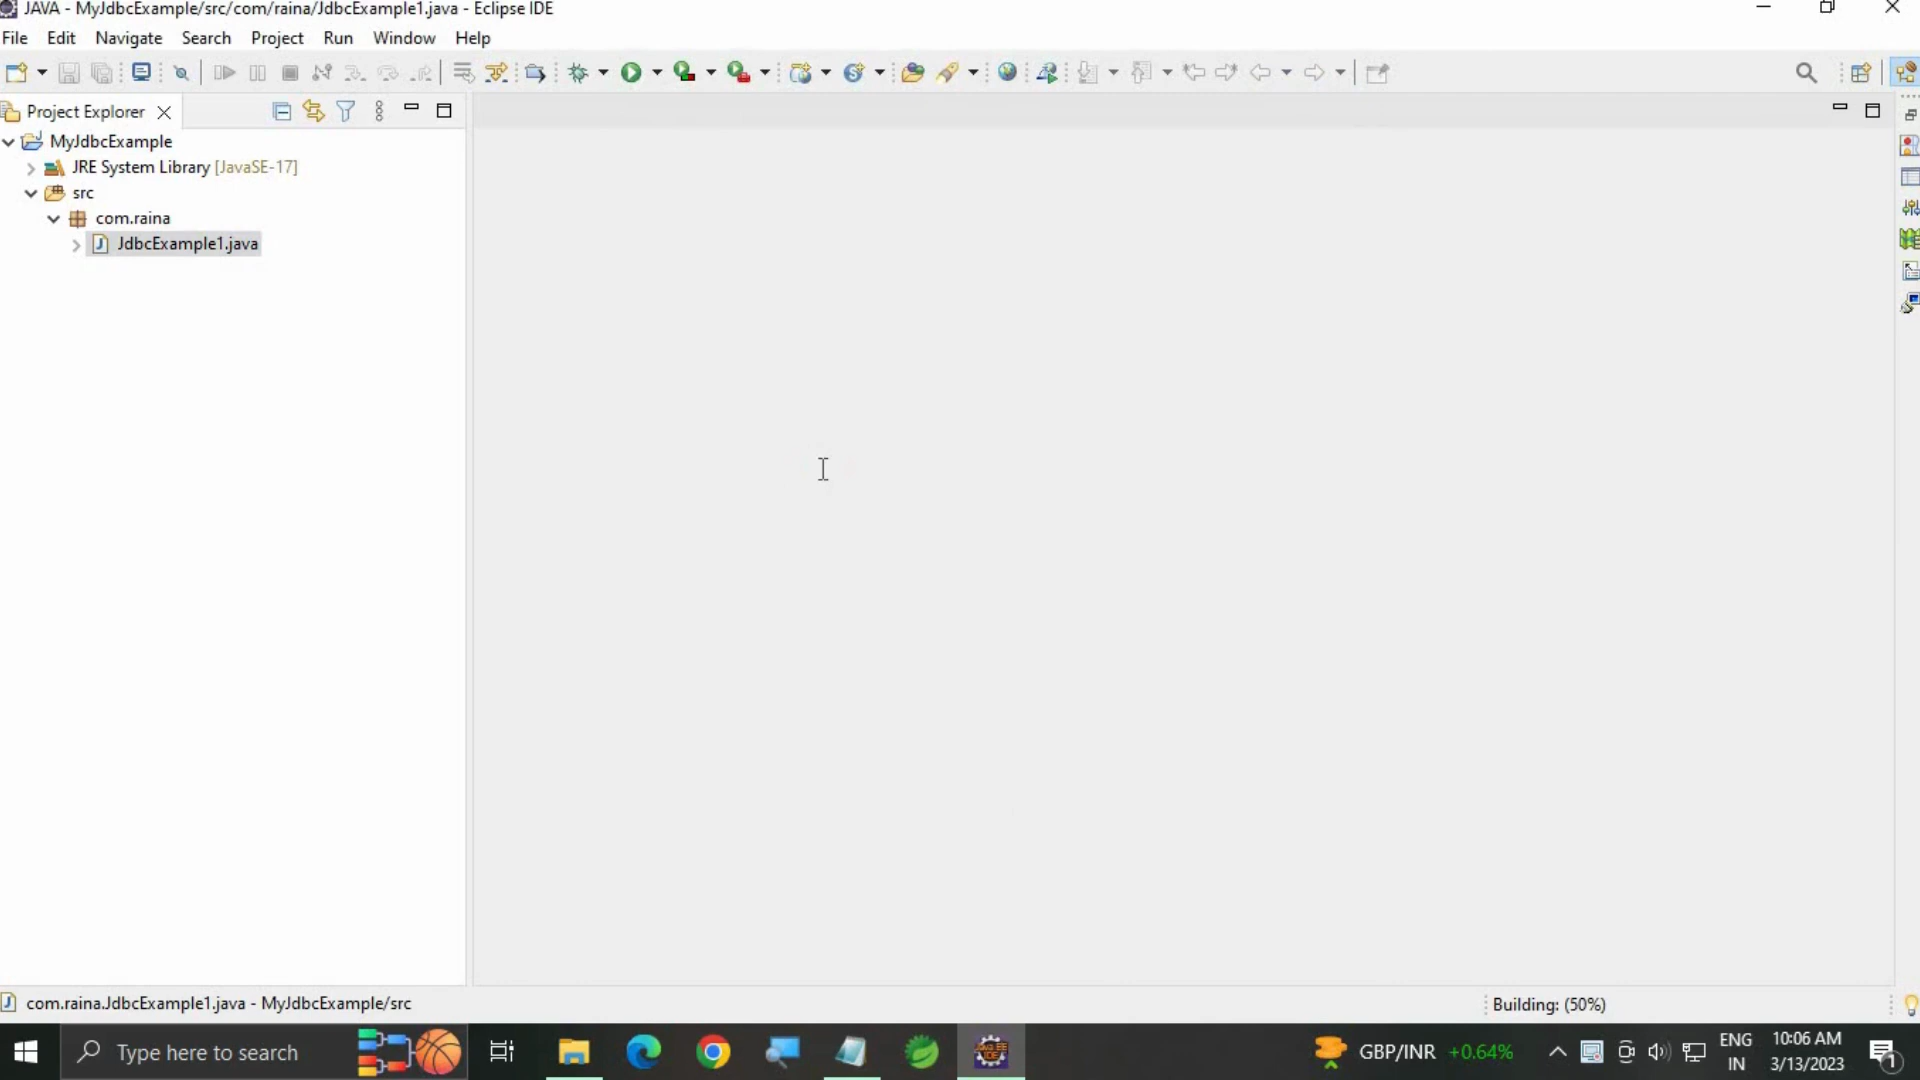 JAVA - MyJdbcExample/src/com/raina/JdbcExample1.java - Eclipse IDE
File Edit Navigate Search Project Run Window Help
Project Explorer
MyJdbcExample
JRE System Library [JavaSE-17]
src
com.raina
JdbcExample1.java
com.raina.JdbcExample1.java - MyJdbcExample/src
Building: (50%)
Type here to search
GBP/INR +0.64%
ENG
IN
10:06 AM
3/13/2023
1